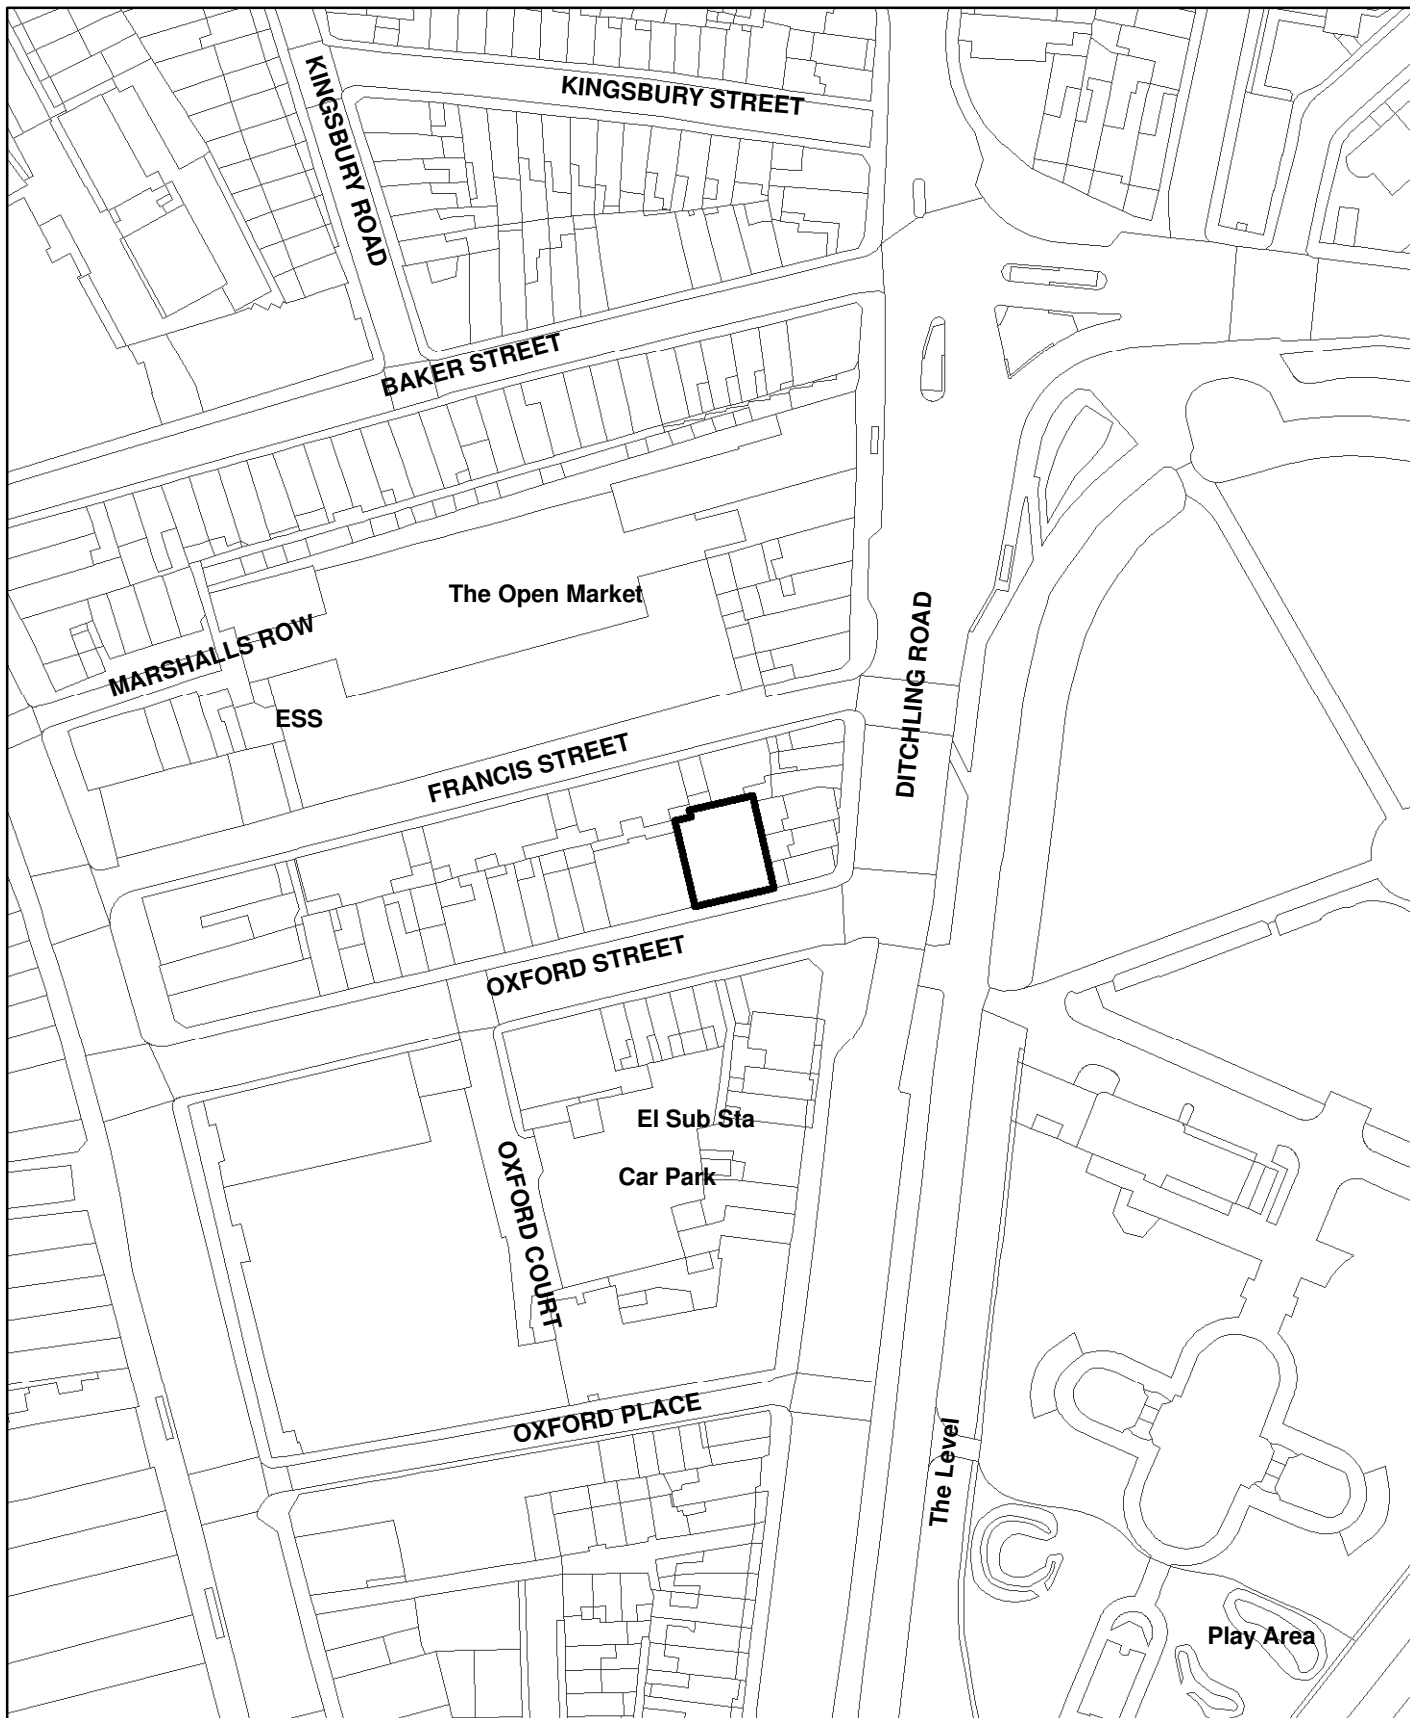 KINGSBURY STREET
KINGSBURY ROAD
BAKER STREET
The Open Market
MARSHALLS ROW
DITCHLING ROAD
ESS
FRANCIS STREET
OXFORD STREET
El Sub Sta
Car Park
OXFORD COURT
OXFORD PLACE
The Level
Play Area